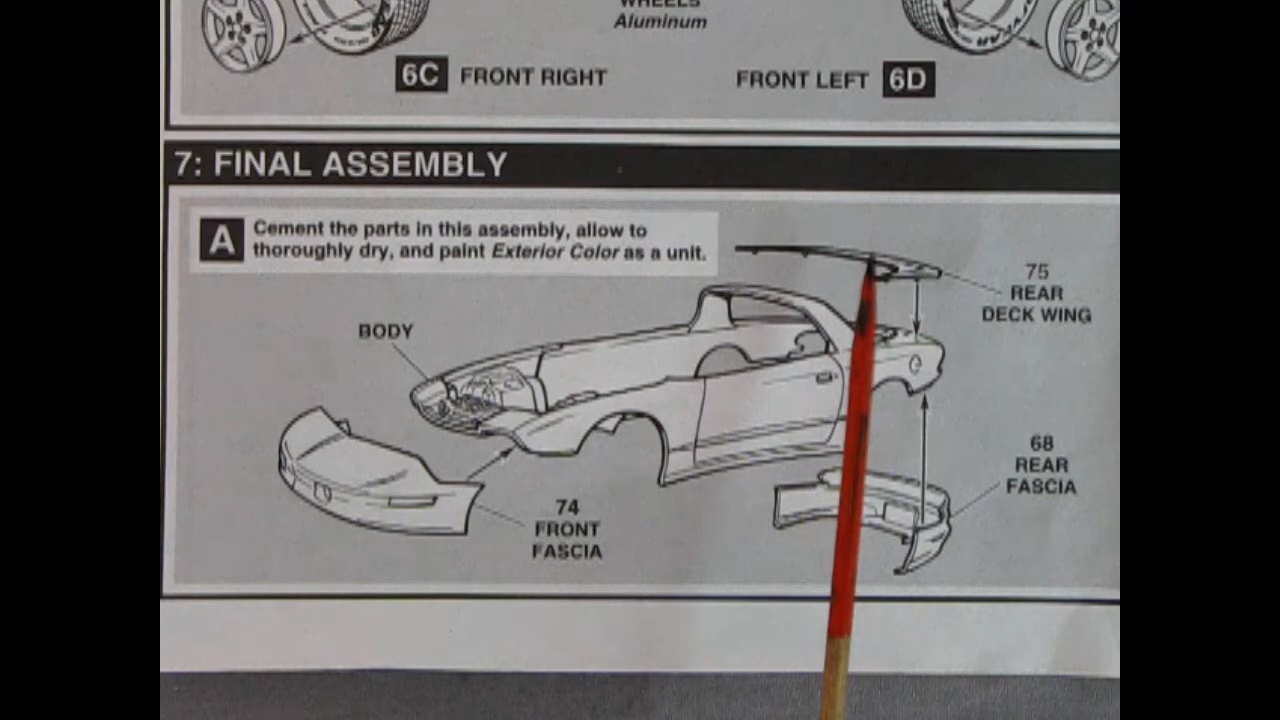 WHEELS
Aluminum
6C FRONT RIGHT
FRONT LEFT 6D
7: FINAL ASSEMBLY
A Cement the parts in this assembly, allow to
thoroughly dry, and paint Exterior Color as a unit.
75
REAR
DECK WING
BODY
68
REAR
FASCIA
74
FRONT
FASCIA